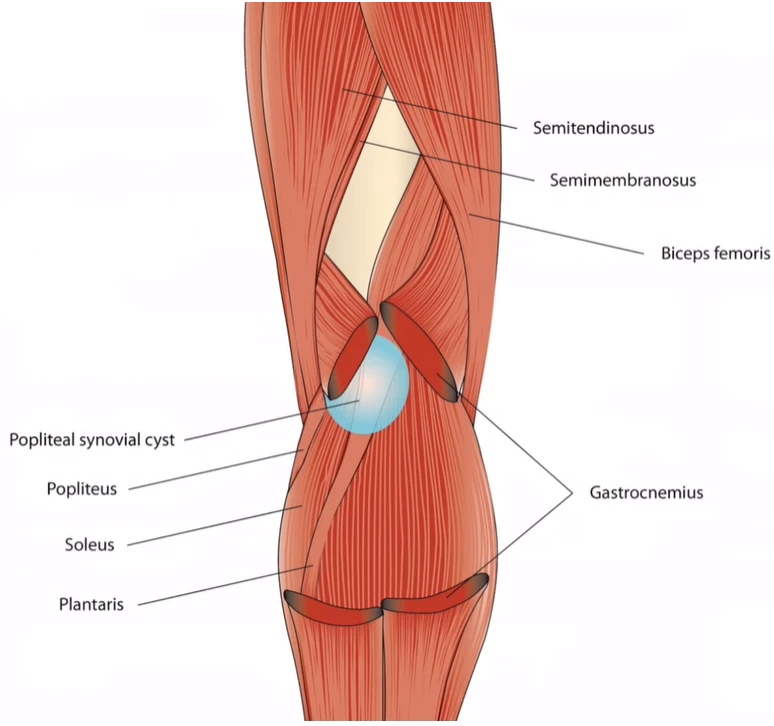 Semitendinosus
Semimembranosus
Biceps femoris
Popliteal synovial cyst
Popliteus
Gastrocnemius
Soleus
Plantaris